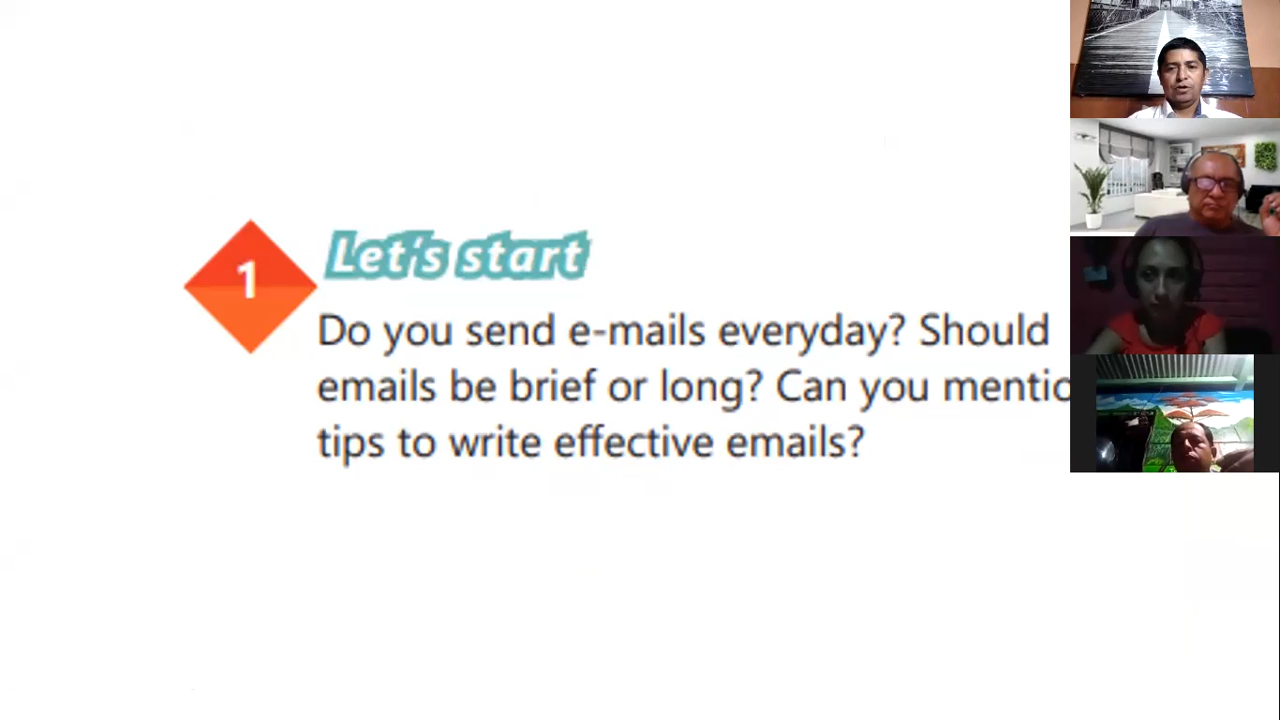 1
Let's start
Do you send e-mails everyday? Should
emails be brief or long? Can you
tips to write effective emails?